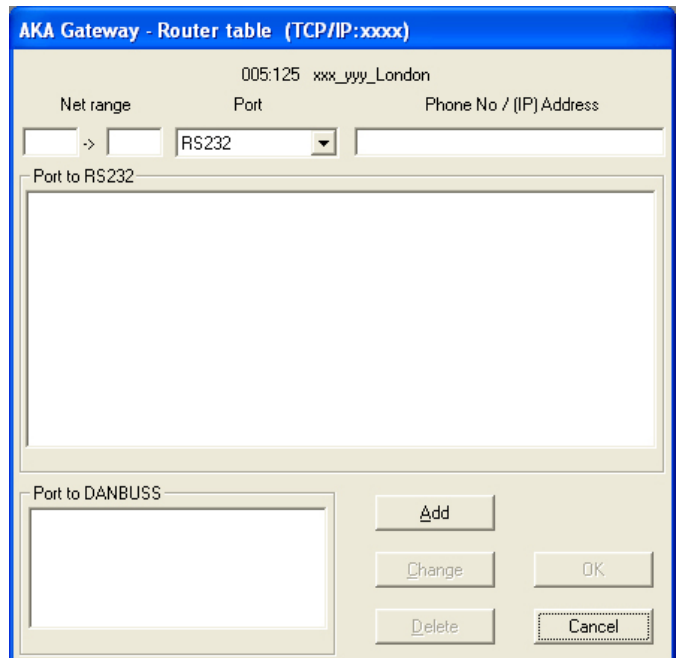 AKA Gateway - Router table (TCP/IP:xxxx)
005:125 xxx_yyy_London
Net range Port Phone No / (IP) Address
-> RS232
Port to RS232
Port to DANBUSS
Add
Change OK
Delete Cancel